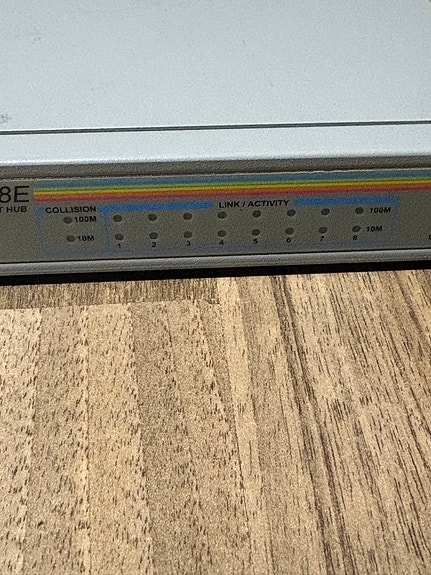 8E
T HUB
COLLISION
LINK / ACTIVITY
100M
100M
10M
10M
1 2 3 4 5 6 7 8